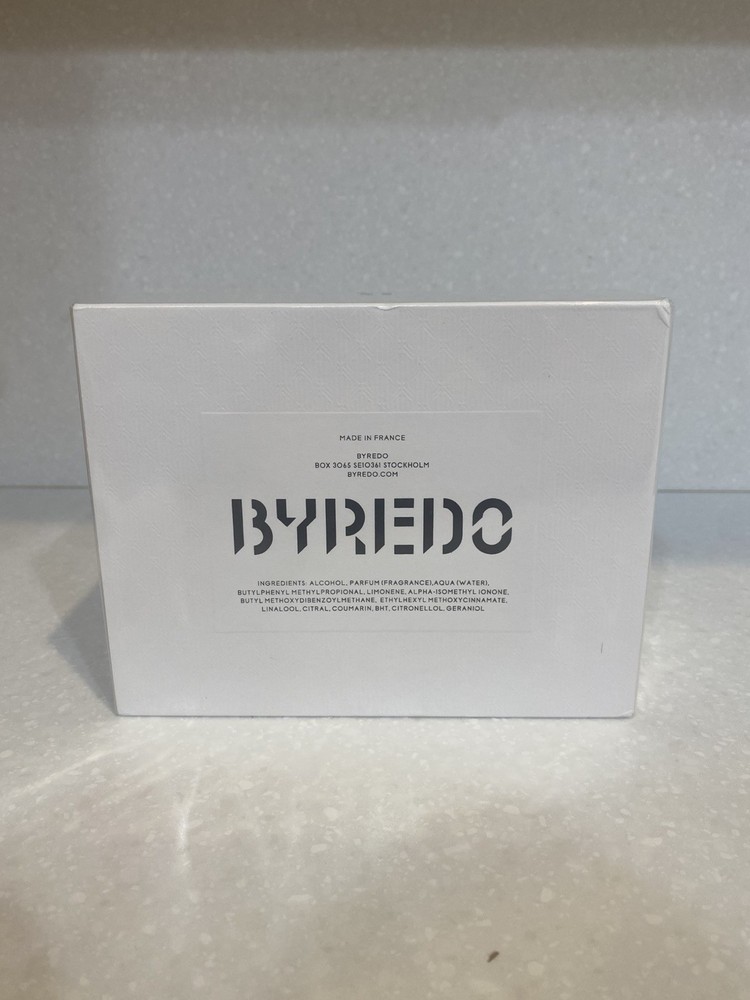 MADE IN FRANCE
BYREDO
BOX 3065 SE10361 STOCKHOLM
BYREDO.COM
BYREDO
INGREDIENTS: ALCOHOL, PARFUM (FRAGRANCE),AQUA (WATER),
BUTYLPHENYL METHYLPROPIONAL, LIMONENE, ALPHA-ISOMETHYL IONONE,
BUTYL METHOXYDIBENZOYLMETHANE, ETHYLHEXYL METHOXYCINNAMATE,
LINALOOL, CITRAL, COUMARIN, BHT, CITRONELLOL, GERANIOL